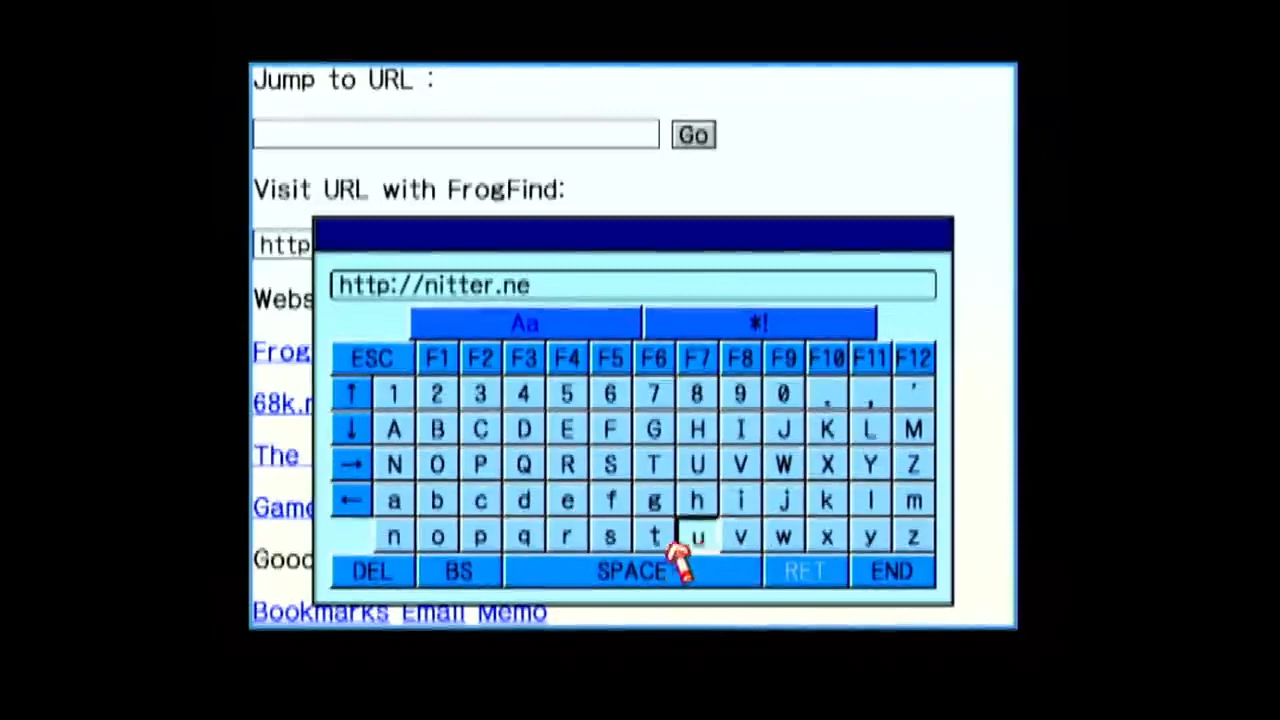 Jump to URL :
Go
Visit URL with FrogFind:
http
http://nitter.ne
Webs
Aa *!
Frog
ESC F1 F2 F3 F4 F5 F6 F7 F8 F9 F10 F11 F12
↑ 1 2 3 4 5 6 7 8 9 0 . , '
68k.
↓ A B C D E F G H I J K L M
The
→ N O P Q R S T U V W X Y Z
Game
← a b c d e f g h i j k l m
n o p q r s t u v w x y z
Good
DEL BS SPACE RET END
Bookmarks Email Memo